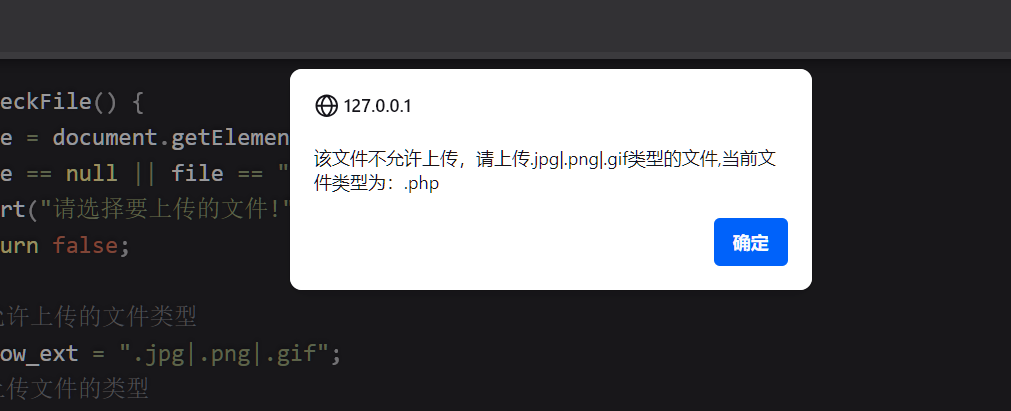 eckFile() {
e = document.getElemen
127.0.0.1
该文件不允许上传，请上传.jpg|.png|.gif类型的文件,当前文
件类型为：.php
e == null || file == "
rt("请选择要上传的文件!"
确定
urn false;
许上传的文件类型
ow_ext = ".jpg|.png|.gif";
上传文件的类型